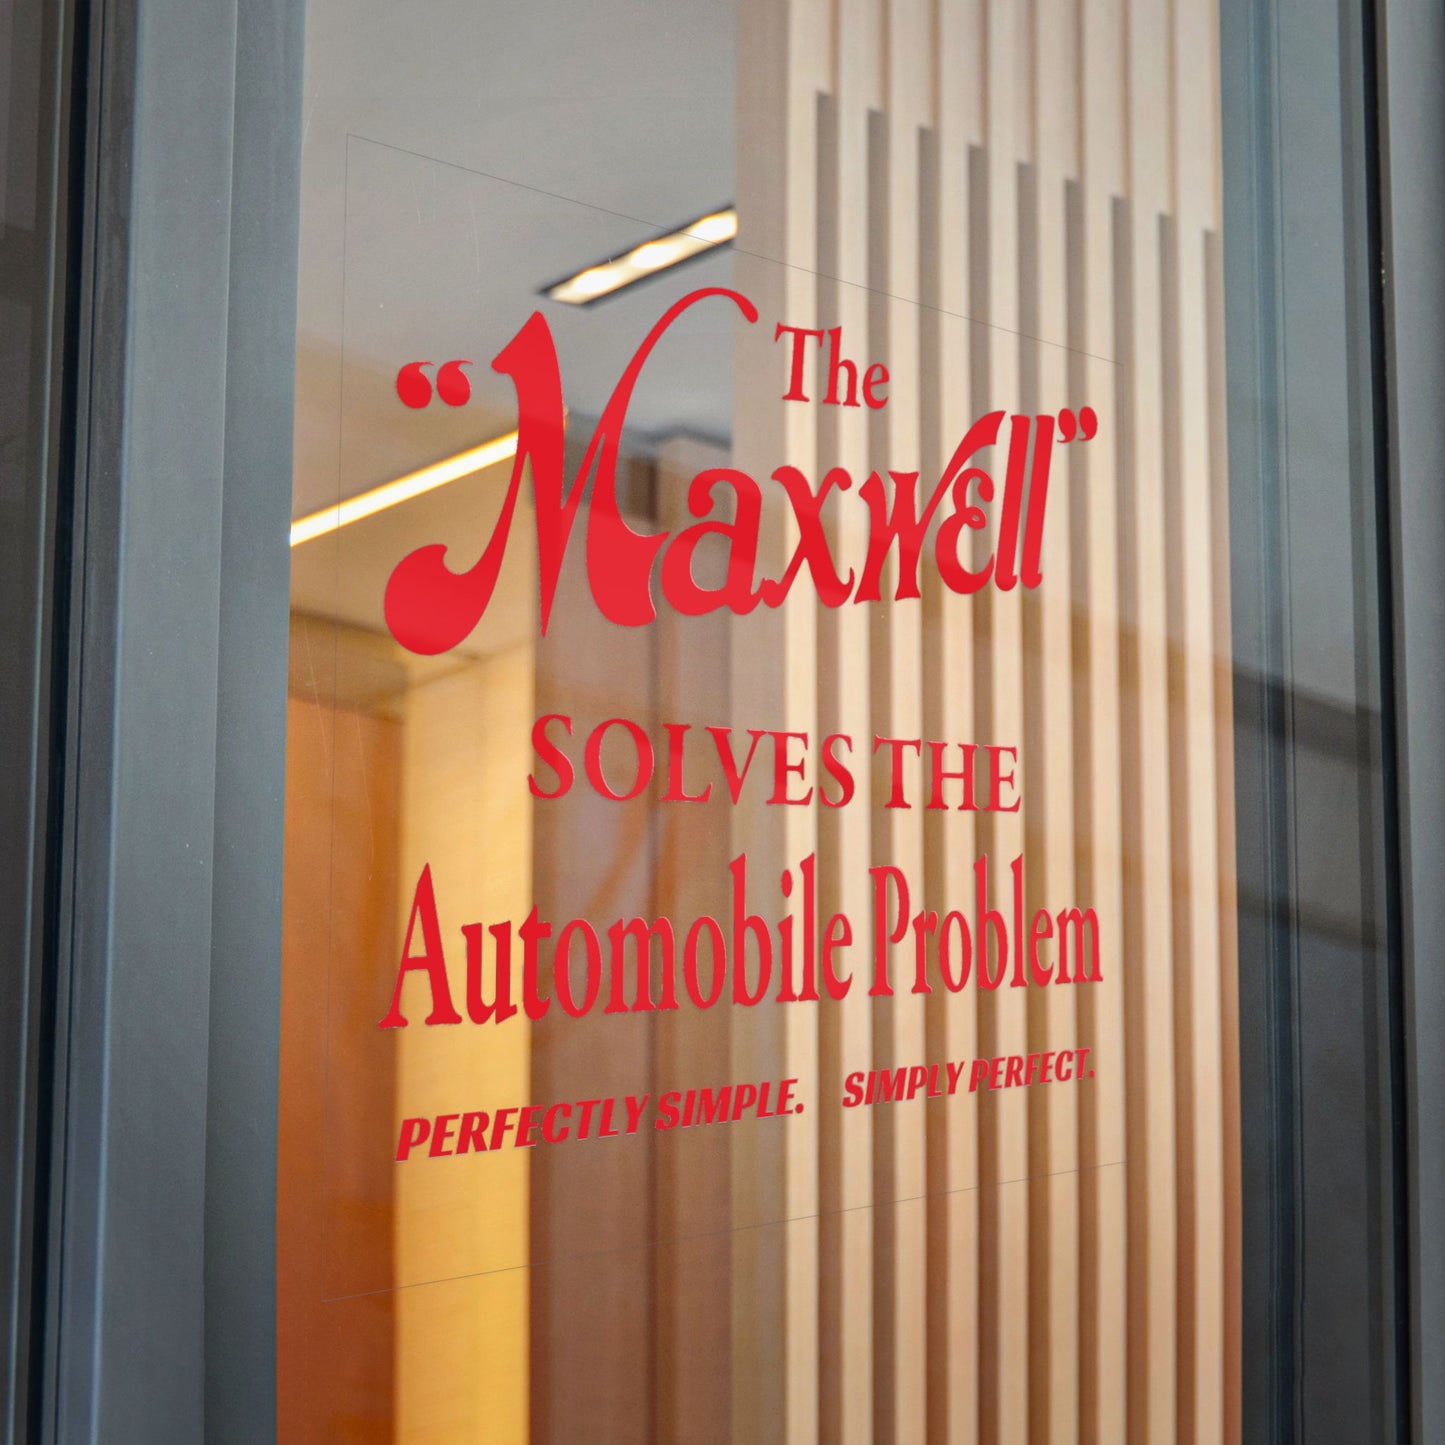 The
“Maxwell”
SOLVES THE
Automobile Problem
PERFECTLY SIMPLE. SIMPLY PERFECT.